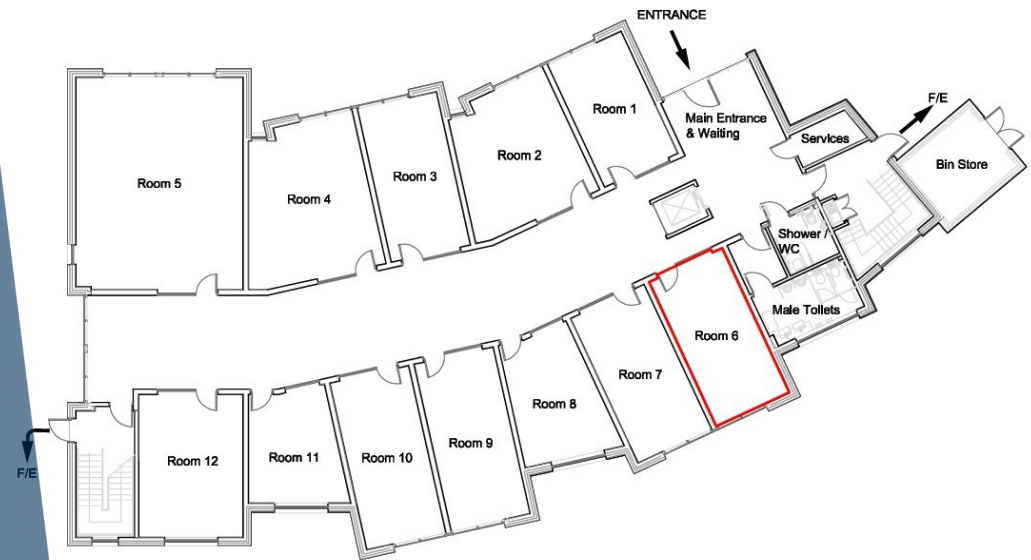 ENTRANCE
Room 1
Main Entrance
& Waiting
F/E
Services
Bin Store
Room 2
Room 3
Room 4
Room 5
Shower /
WC
Male Toilets
Room 6
Room 7
Room 8
Room 9
Room 10
Room 11
Room 12
F/E